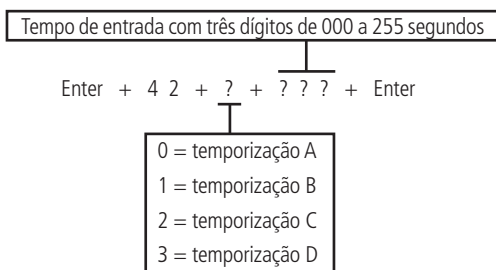 Tempo de entrada com três dígitos de 000 a 255 segundos
Enter + 4 2 + ? + ? ? ? + Enter
0 = temporização A
1 = temporização B
2 = temporização C
3 = temporização D